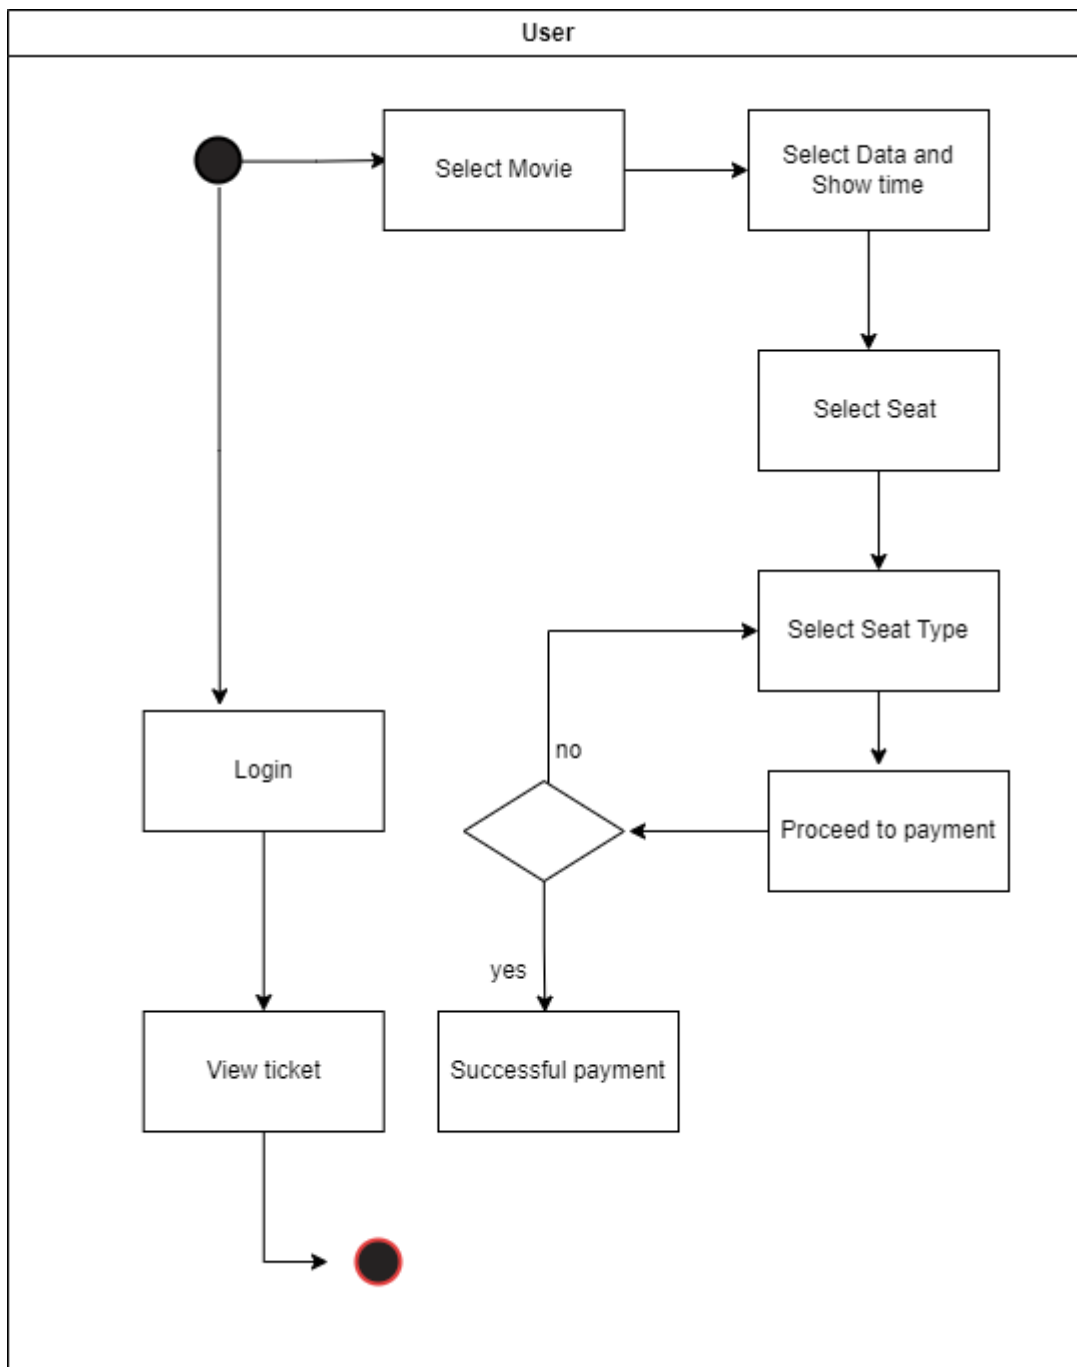 User
Select Movie
Select Data and
Show time
Select Seat
Select Seat Type
no
Login
Proceed to payment
yes
View ticket
Successful payment